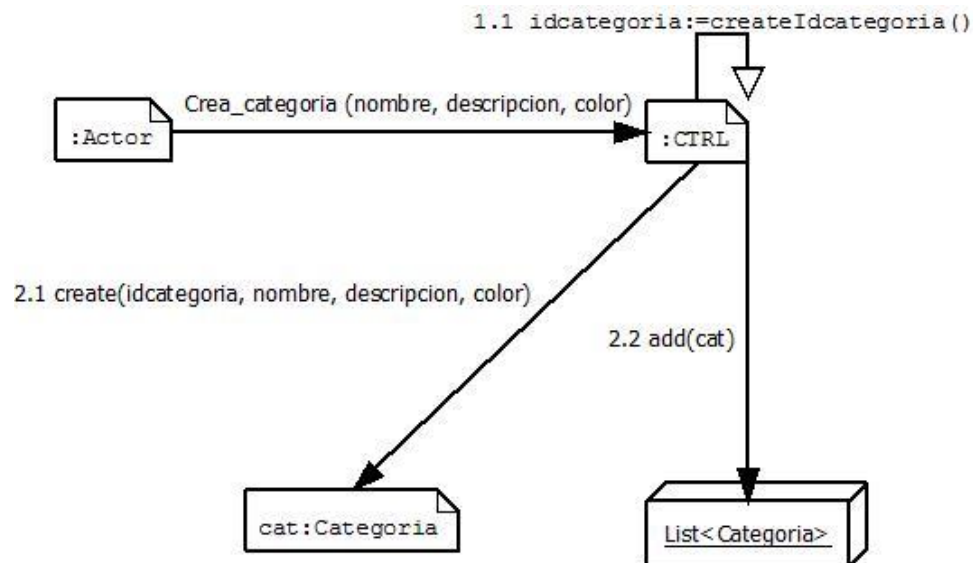 1.1 idcategoria:=createIdcategoria()
Crea_categoria (nombre, descripcion, color)
:Actor
:CTRL
2.1 create(idcategoria, nombre, descripcion, color)
2.2 add(cat)
cat:Categoria
List<Categoria>